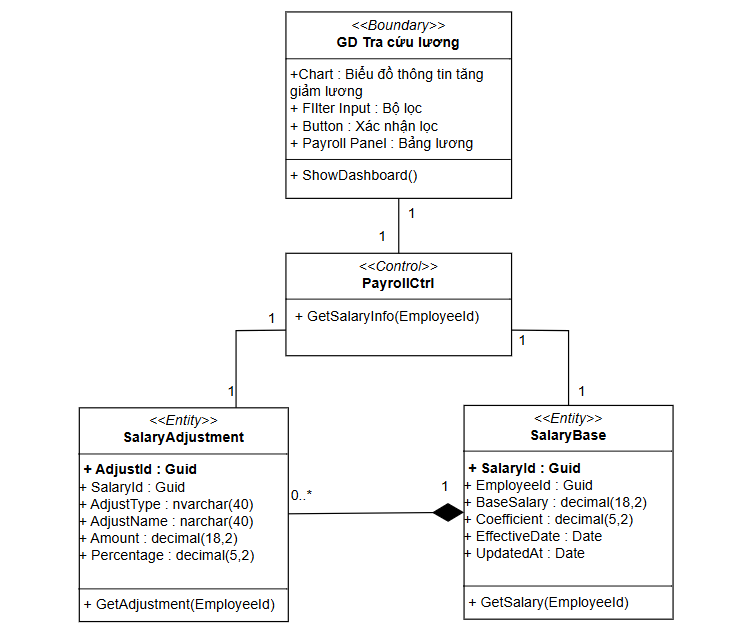 <<Boundary>>
GD Tra cứu lương
+Chart : Biểu đồ thông tin tăng
giảm lương
+ FIlter Input : Bộ lọc
+ Button : Xác nhận lọc
+ Payroll Panel : Bảng lương
+ ShowDashboard()
1
1
<<Control>>
PayrollCtrl
+ GetSalaryInfo(EmployeeId)
1
1
1
1
<<Entity>>
SalaryAdjustment
+ AdjustId : Guid
+ SalaryId : Guid
+ AdjustType : nvarchar(40)
+ AdjustName : narchar(40)
+ Amount : decimal(18,2)
+ Percentage : decimal(5,2)
+ GetAdjustment(EmployeeId)
0..*
1
<<Entity>>
SalaryBase
+ SalaryId : Guid
+ EmployeeId : Guid
+ BaseSalary : decimal(18,2)
+ Coefficient : decimal(5,2)
+ EffectiveDate : Date
+ UpdatedAt : Date
+ GetSalary(EmployeeId)